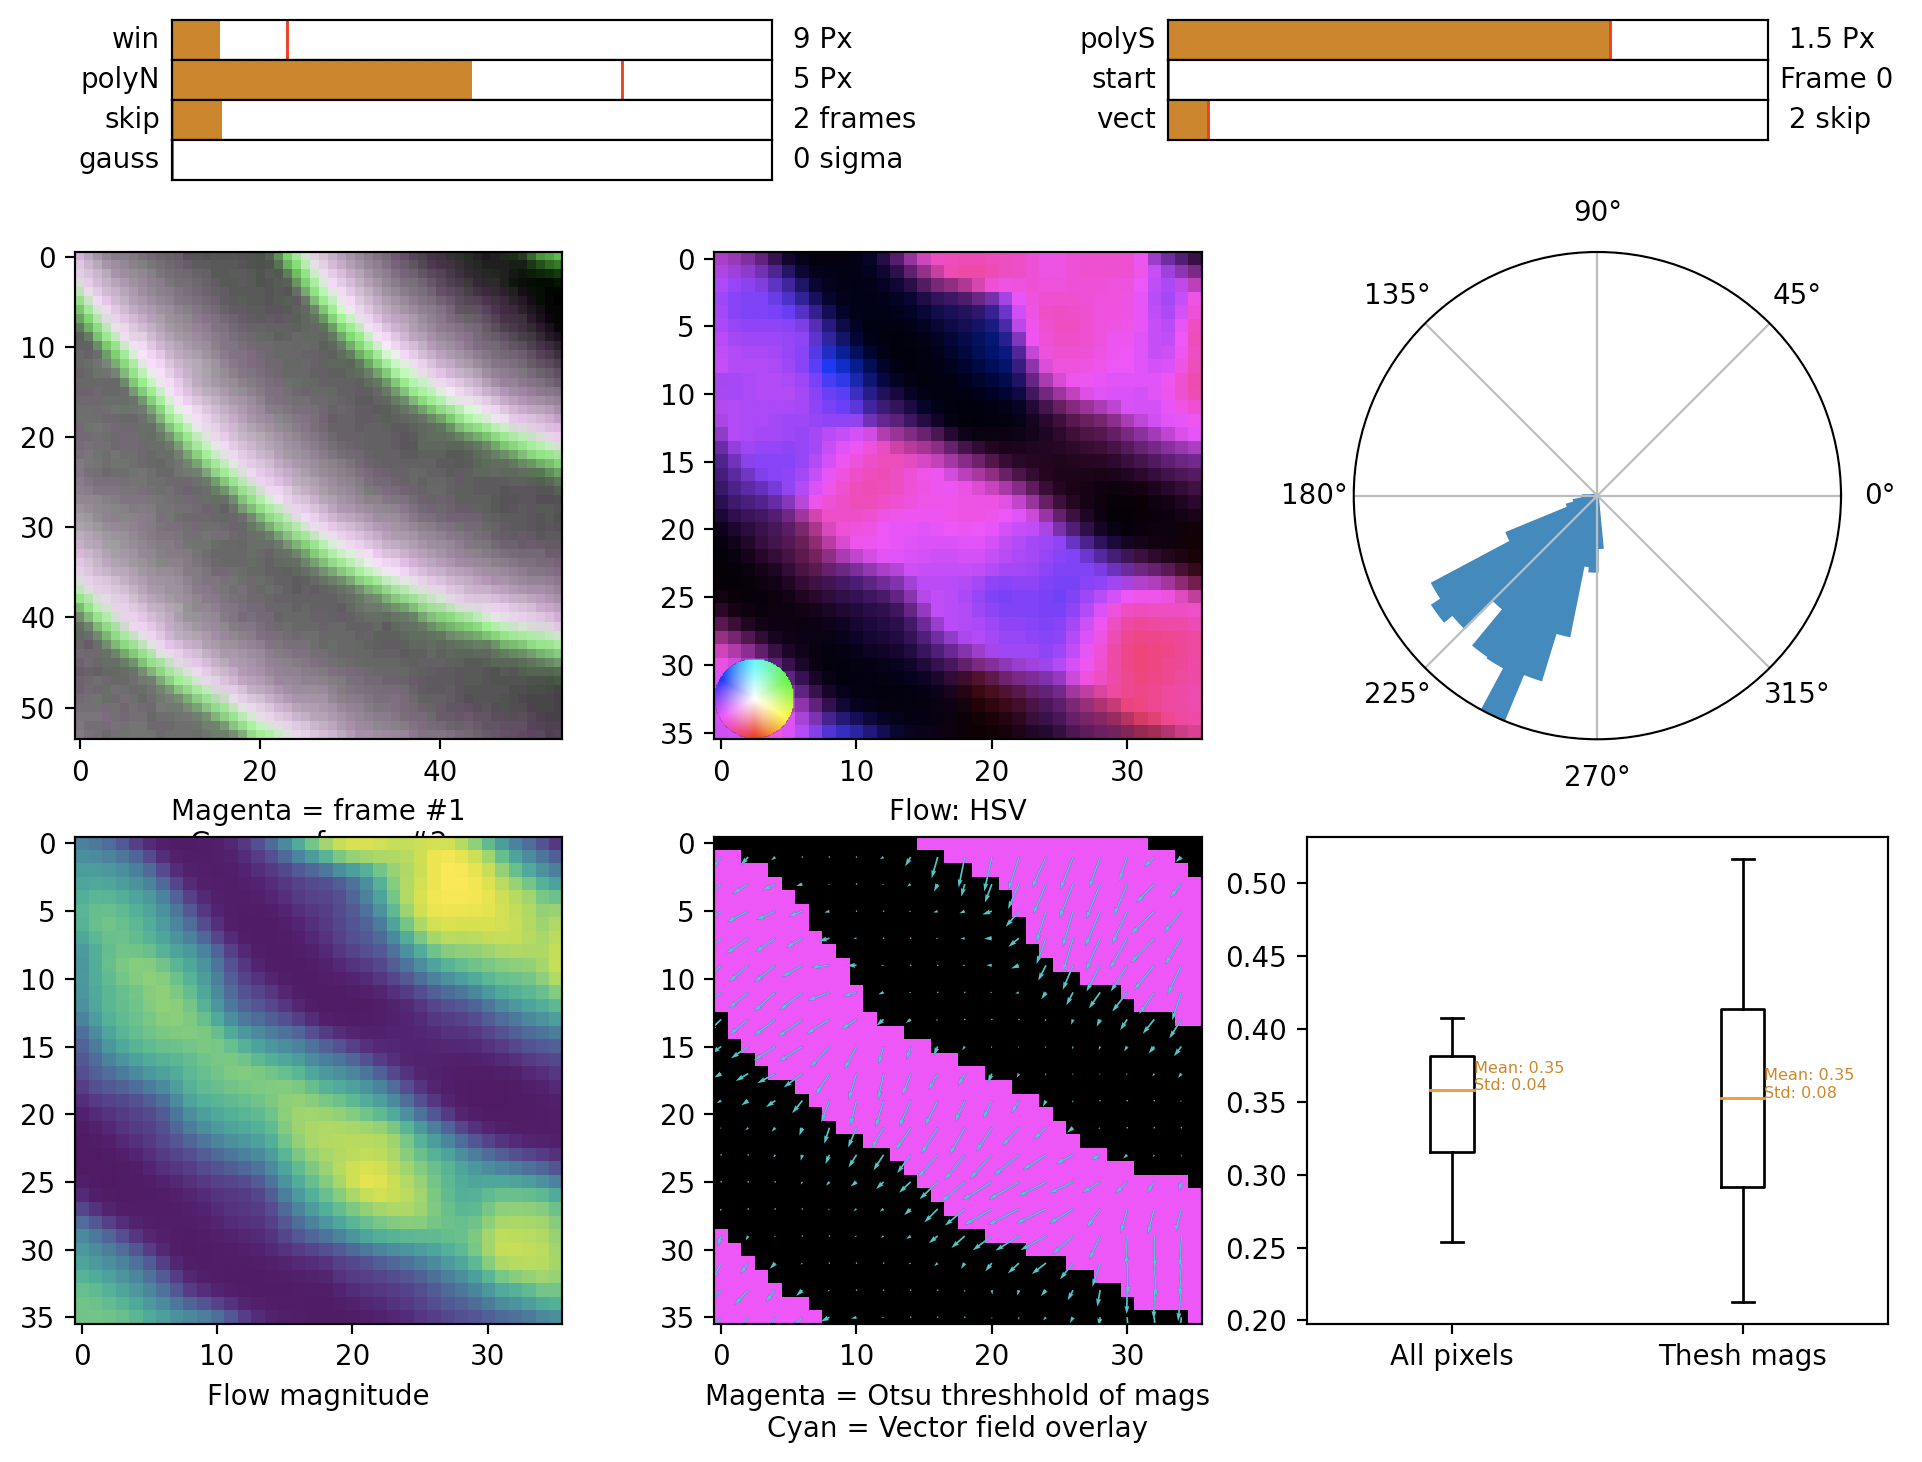 win 9 Px
polyN 5 Px
skip 2 frames
gauss 0 sigma
polyS 1.5 Px
start Frame 0
vect 2 skip
0
10
20
30
40
50
0 20 40
Magenta = frame #1
0
5
10
15
20
25
30
35
0 10 20 30
Flow: HSV
90°
135° 45°
180° 0°
225° 315°
270°
0
5
10
15
20
25
30
35
0 10 20 30
Flow magnitude
0
5
10
15
20
25
30
35
0 10 20 30
Magenta = Otsu threshhold of mags
Cyan = Vector field overlay
0.50
0.45
0.40
0.35
0.30
0.25
0.20
Mean: 0.35
Std: 0.04
Mean: 0.35
Std: 0.08
All pixels Thesh mags